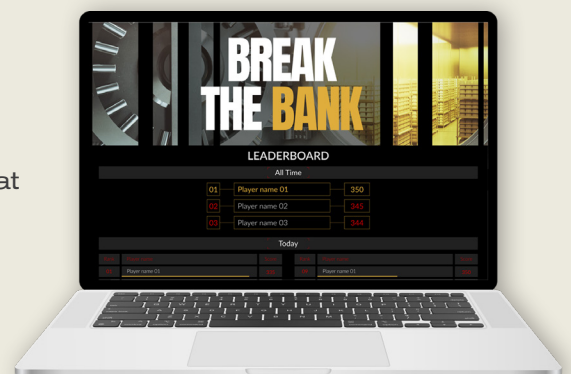 at
BREAK
THE BANK
LEADERBOARD
All Time
01 Player name 01 350
02 Player name 02 345
03 Player name 03 344
Today
Player name 01 Player name 01